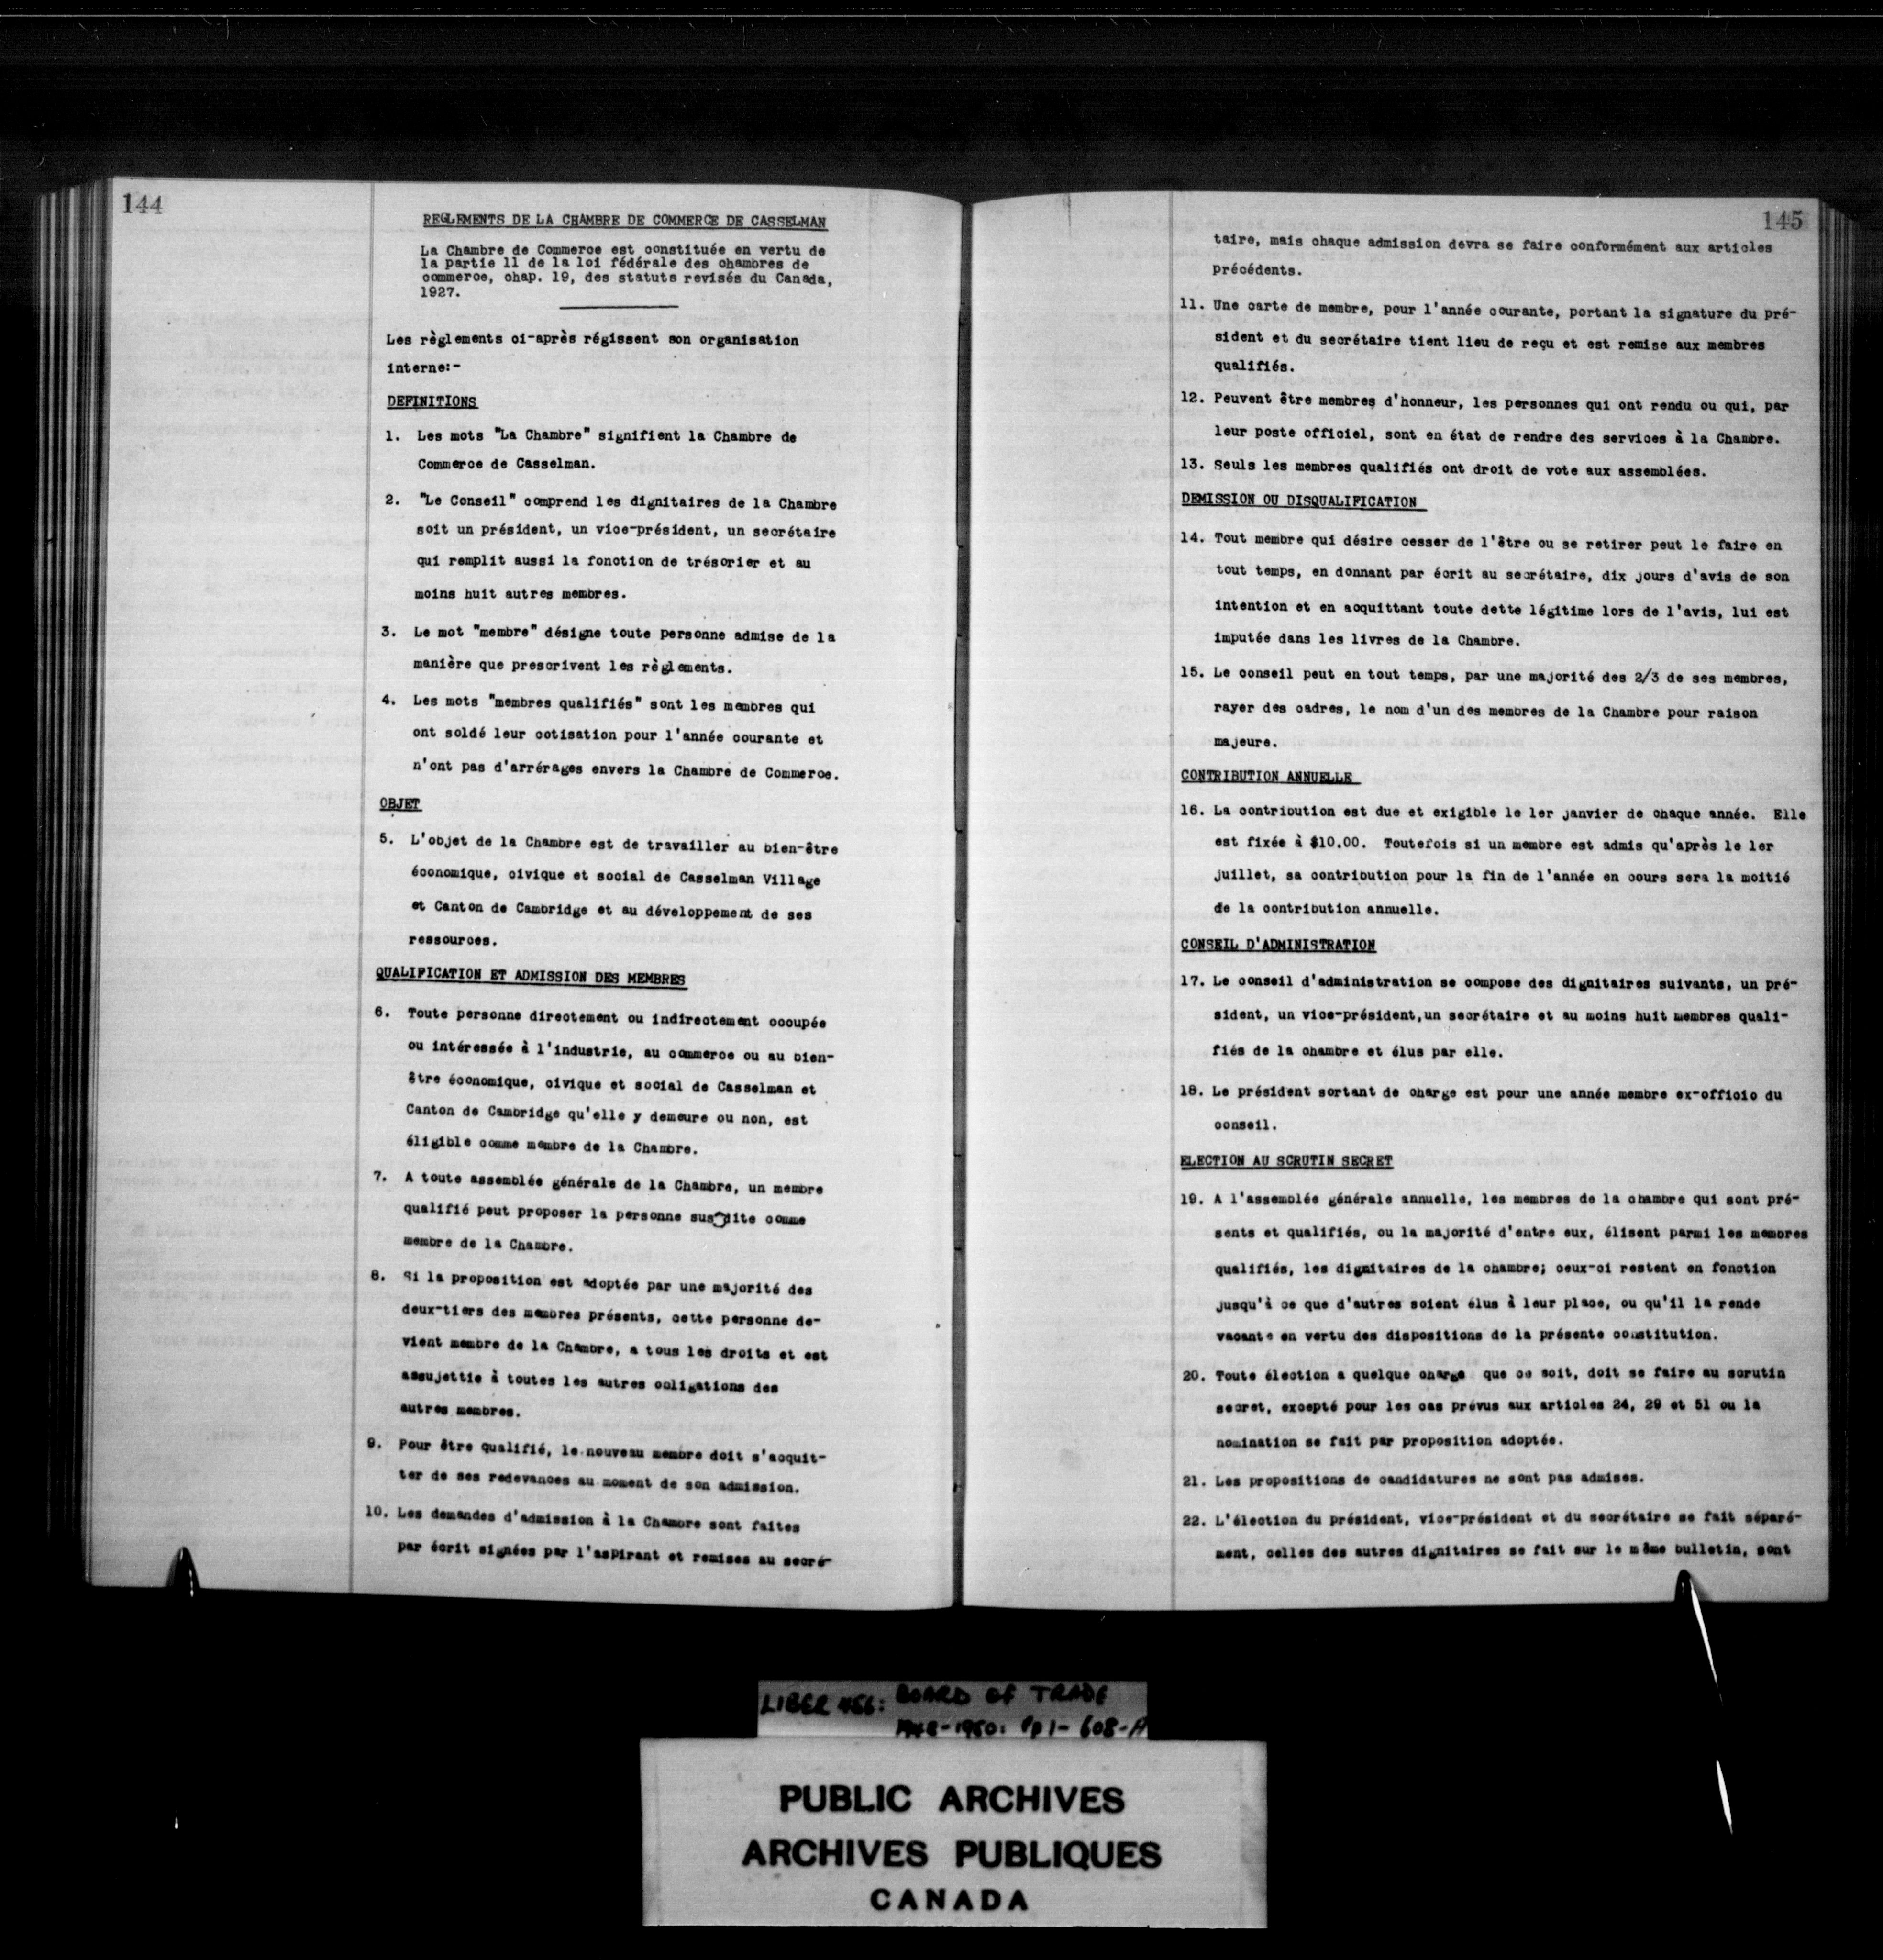 144
REGLEMENTS DE LA CHAMBRE DE COMMERCE DE CASSELMAN
La Chambre de Commerce est constituée en vertu de
la partie 11 de la loi fédérale des chambres de
commerce, chap. 19, des statuts revisés du Canada,
1927.
Les règlements ci-après régissent son organisation
interne:-
DEFINITIONS
1. Les mots "La Chambre" signifient la Chambre de
Commerce de Casselman.
2. "Le Conseil" comprend les dignitaires de la Chambre
soit un président, un vice-président, un secrétaire
qui remplit aussi la fonction de trésorier et au
moins huit autres membres.
3. Le mot "membre" désigne toute personne admise de la
manière que prescrivent les règlements.
4. Les mots "membres qualifiés" sont les membres qui
ont soldé leur cotisation pour l'année courante et
n'ont pas d'arrérages envers la Chambre de Commerce.
OBJET
5. L'objet de la Chambre est de travailler au bien-être
économique, civique et social de Casselman Village
et Canton de Cambridge et au développement de ses
ressources.
QUALIFICATION ET ADMISSION DES MEMBRES
6. Toute personne directement ou indirectement occupée
ou intéressée à l'industrie, au commerce ou au bien-
être économique, civique et social de Casselman et
Canton de Cambridge qu'elle y demeure ou non, est
éligible comme membre de la Chambre.
7. A toute assemblée générale de la Chambre, un membre
qualifié peut proposer la personne susdite comme
membre de la Chambre.
8. Si la proposition est adoptée par une majorité des
deux-tiers des membres présents, cette personne de-
vient membre de la Chambre, a tous les droits et est
assujettie à toutes les autres obligations des
autres membres.
9. Pour être qualifié, le nouveau membre doit s'acquit-
ter de ses redevances au moment de son admission.
10. Les demandes d'admission à la Chambre sont faites
par écrit signées par l'aspirant et remises au secré-
145
taire, mais chaque admission devra se faire conformément aux articles
précédents.
11. Une carte de membre, pour l'année courante, portant la signature du pré-
sident et du secrétaire tient lieu de reçu et est remise aux membres
qualifiés.
12. Peuvent être membres d'honneur, les personnes qui ont rendu ou qui, par
leur poste officiel, sont en état de rendre des services à la Chambre.
13. Seuls les membres qualifiés ont droit de vote aux assemblées.
DEMISSION OU DISQUALIFICATION
14. Tout membre qui désire cesser de l'être ou se retirer peut le faire en
tout temps, en donnant par écrit au secrétaire, dix jours d'avis de son
intention et en acquittant toute dette légitime lors de l'avis, lui est
imputée dans les livres de la Chambre.
15. Le conseil peut en tout temps, par une majorité des 2/3 de ses membres,
rayer des cadres, le nom d'un des membres de la Chambre pour raison
majeure.
CONTRIBUTION ANNUELLE
16. La contribution est due et exigible le 1er janvier de chaque année. Elle
est fixée à $10.00. Toutefois si un membre est admis qu'après le 1er
juillet, sa contribution pour la fin de l'année en cours sera la moitié
de la contribution annuelle.
CONSEIL D'ADMINISTRATION
17. Le conseil d'administration se compose des dignitaires suivants, un pré-
sident, un vice-président,un secrétaire et au moins huit membres quali-
fiés de la chambre et élus par elle.
18. Le président sortant de charge est pour une année membre ex-officio du
conseil.
ELECTION AU SCRUTIN SECRET
19. A l'assemblée générale annuelle, les membres de la chambre qui sont pré-
sents et qualifiés, ou la majorité d'entre eux, élisent parmi les membres
qualifiés, les dignitaires de la chambre; ceux-ci restent en fonction
jusqu'à ce que d'autres soient élus à leur place, ou qu'il la rende
vacante en vertu des dispositions de la présente constitution.
20. Toute élection a quelque charge que ce soit, doit se faire au scrutin
secret, excepté pour les cas prévus aux articles 24, 29 et 51 ou la
nomination se fait par proposition adoptée.
21. Les propositions de candidatures ne sont pas admises.
22. L'élection du président, vice-président et du secrétaire se fait séparé-
ment, celles des autres dignitaires se fait sur le même bulletin, sont
LIBER 456: BOARD OF TRADE
1948-1950: pp 1-608-A
PUBLIC ARCHIVES
ARCHIVES PUBLIQUES
CANADA